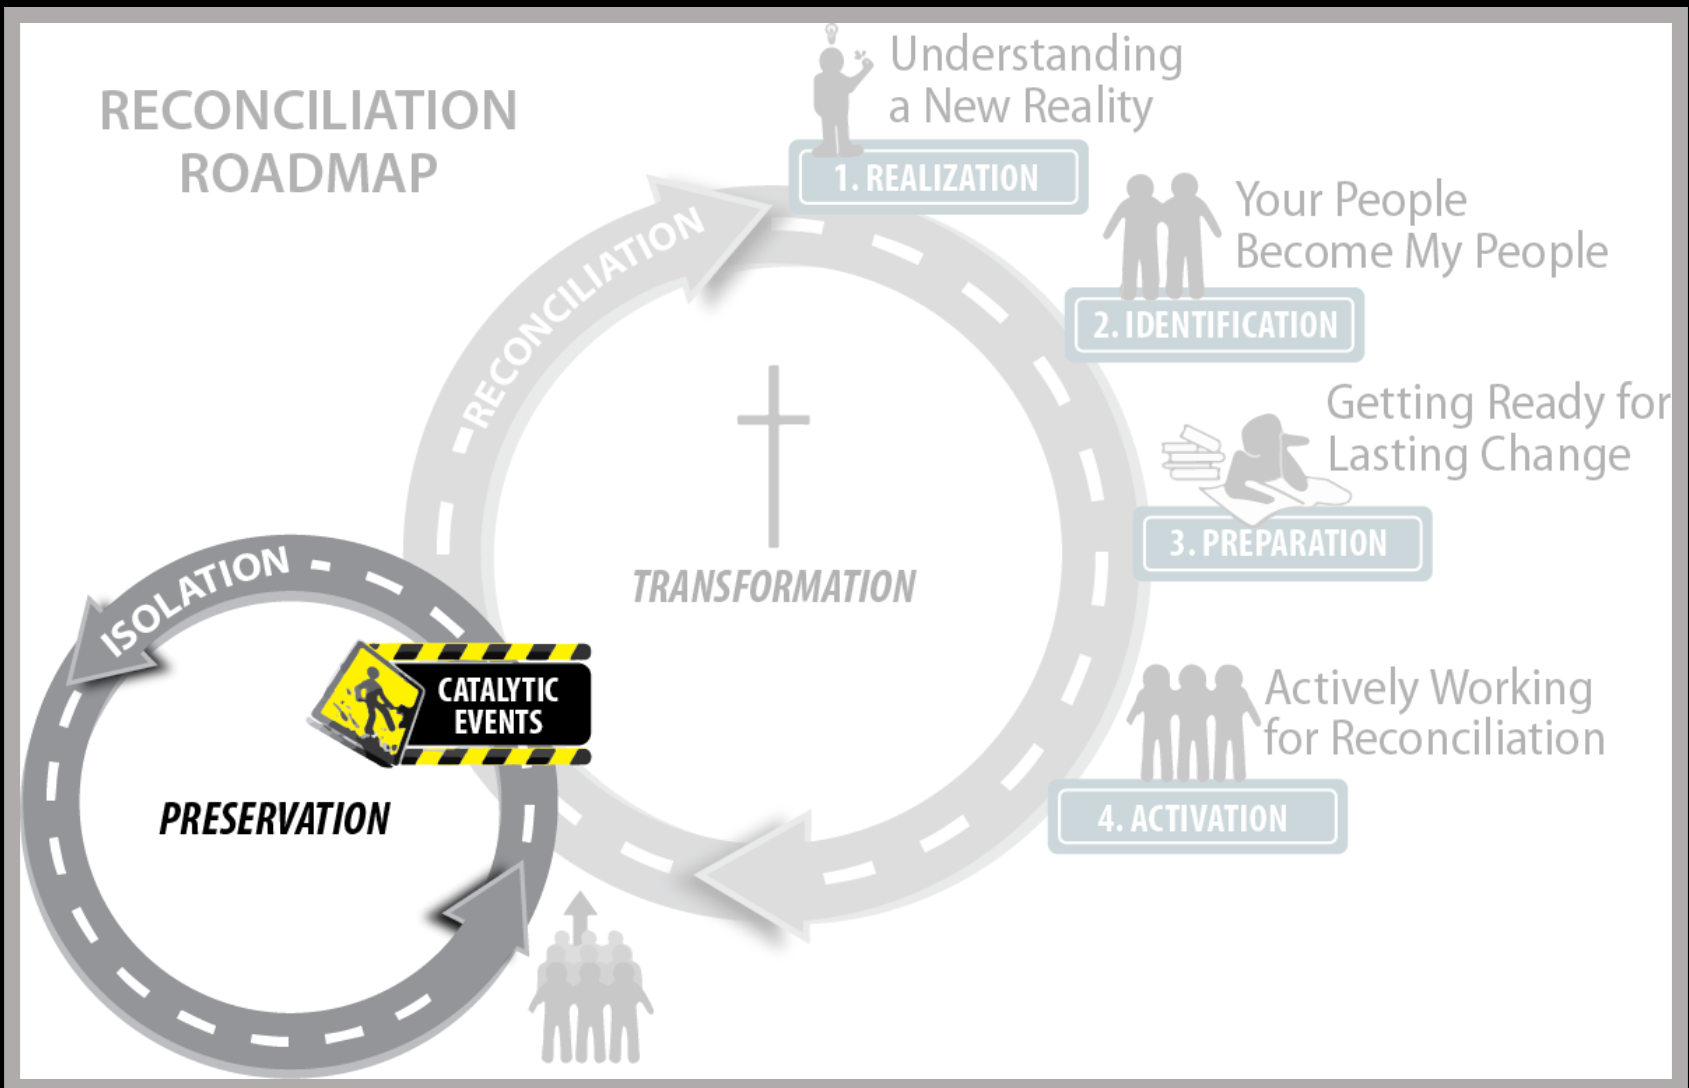 RECONCILIATION
ROADMAP
Understanding
a New Reality
1. REALIZATION
Your People
Become My People
2. IDENTIFICATION
Getting Ready for
Lasting Change
3. PREPARATION
RECONCILIATION
TRANSFORMATION
ISOLATION
CATALYTIC
EVENTS
PRESERVATION
Actively Working
for Reconciliation
4. ACTIVATION